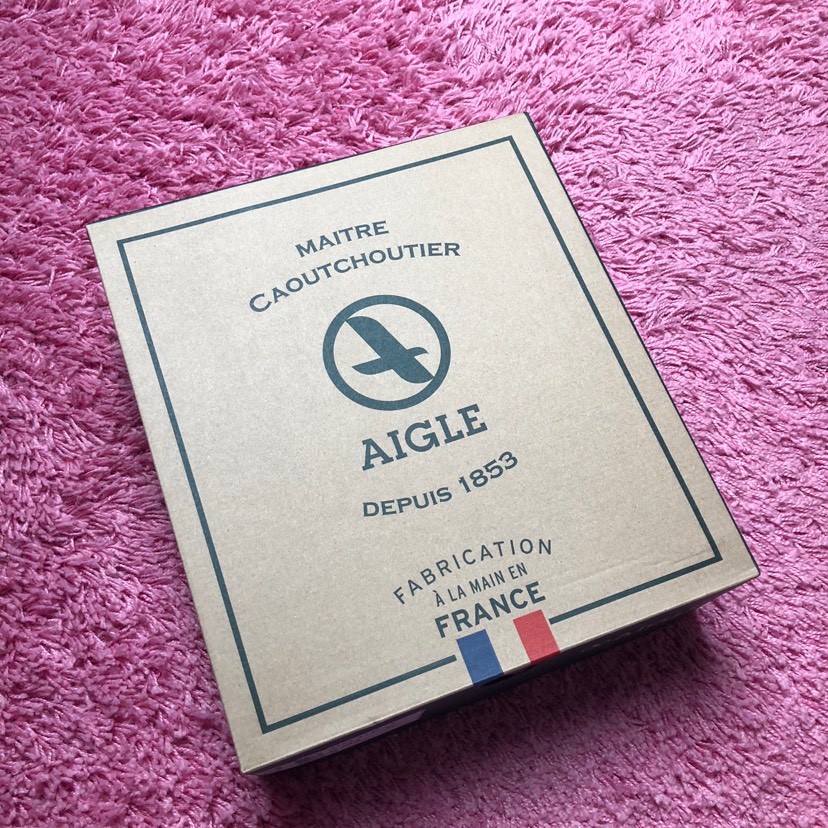 MAITRE
CAOUTCHOUTIER
AIGLE
DEPUIS 1853
FABRICATION
À LA MAIN EN
FRANCE